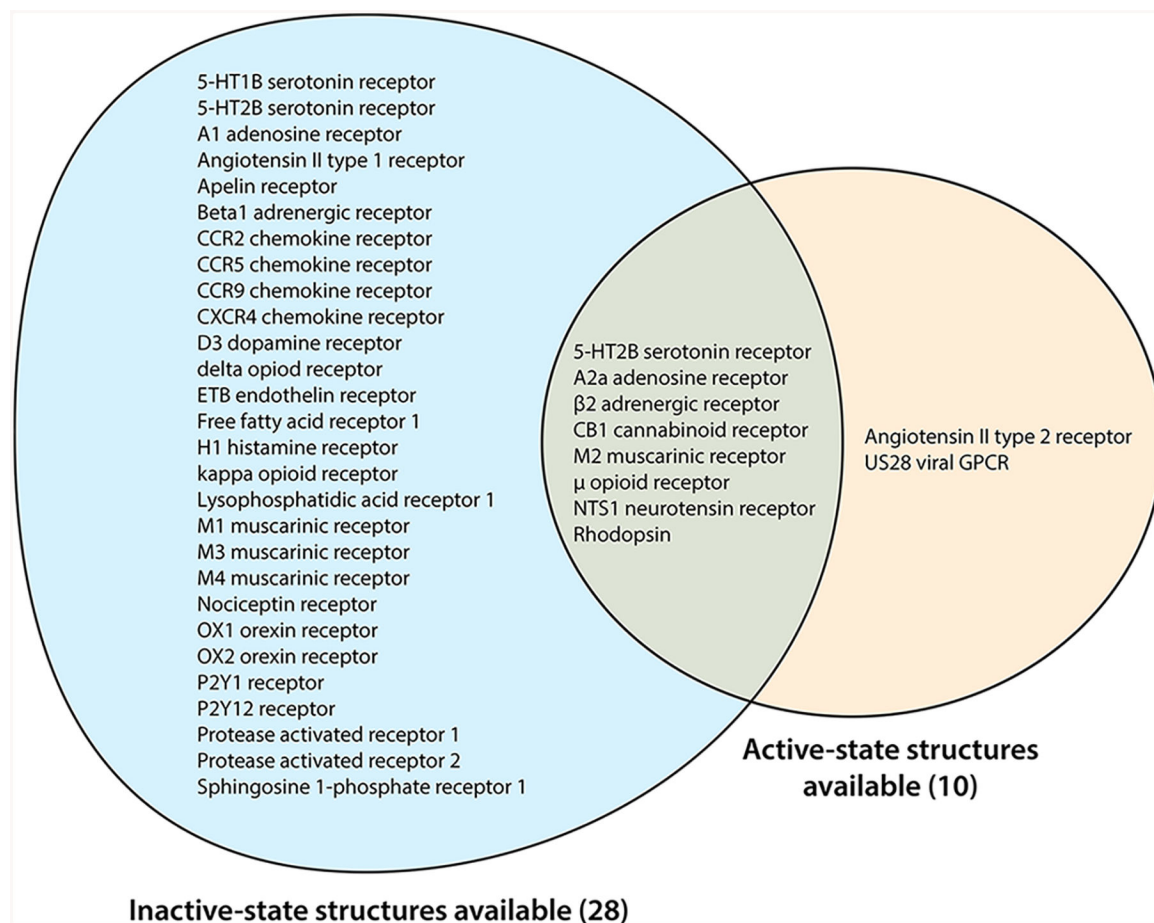 5-HT1B serotonin receptor
5-HT2B serotonin receptor
A1 adenosine receptor
Angiotensin II type 1 receptor
Apelin receptor
Beta1 adrenergic receptor
CCR2 chemokine receptor
CCR5 chemokine receptor
CCR9 chemokine receptor
CXCR4 chemokine receptor
D3 dopamine receptor
delta opiod receptor
ETB endothelin receptor
Free fatty acid receptor 1
H1 histamine receptor
kappa opioid receptor
Lysophosphatidic acid receptor 1
M1 muscarinic receptor
M3 muscarinic receptor
M4 muscarinic receptor
Nociceptin receptor
OX1 orexin receptor
OX2 orexin receptor
P2Y1 receptor
P2Y12 receptor
Protease activated receptor 1
Protease activated receptor 2
Sphingosine 1-phosphate receptor 1
5-HT2B serotonin receptor
A2a adenosine receptor
β2 adrenergic receptor
CB1 cannabinoid receptor
M2 muscarinic receptor
μ opioid receptor
NTS1 neurotensin receptor
Rhodopsin
Angiotensin II type 2 receptor
US28 viral GPCR
Active-state structures
available (10)
Inactive-state structures available (28)